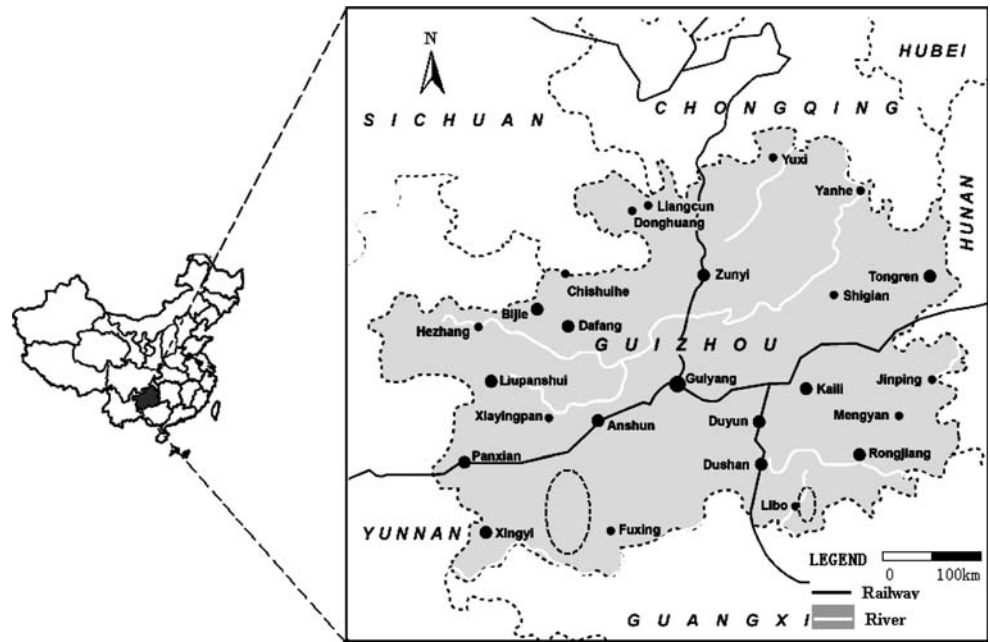 N
HUBEI
SICHUAN
CHONGQING
HUNAN
Yuxi
Yanhe
Liangcun
Donghuang
Zunyi
Tongren
Chishuihe
Shigian
Bijie
Dafang
Hezhang
GUIZHOU
Liupanshui
Guiyang
Kaili
Jinping
Xiayingpan
Anshun
Duyun
Mengyan
Panxian
Dushan
Rongjiang
Libo
YUNNAN
Xingyi
Fuxing
LEGEND
0 100km
Railway
River
GUANGXI